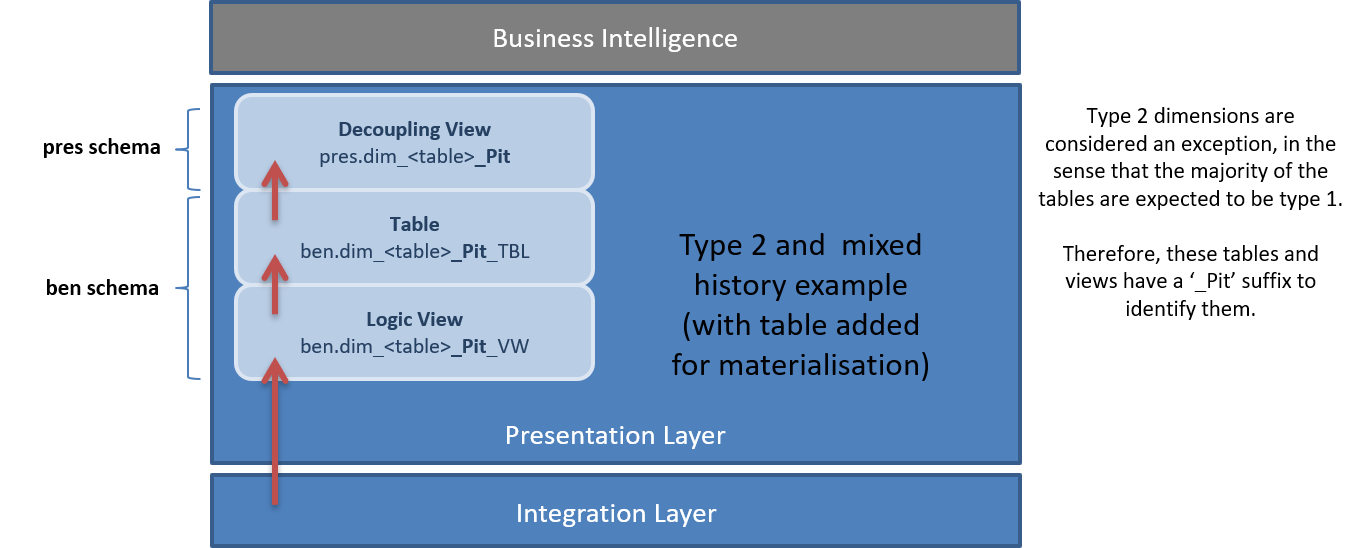 Business Intelligence
pres schema
Decoupling View
pres.dim_<table>_Pit
ben schema
Table
ben.dim_<table>_Pit_TBL
Logic View
ben.dim_<table>_Pit_VW
Type 2 and  mixed
history example
(with table added
for materialisation)
Presentation Layer
Integration Layer
Type 2 dimensions are
considered an exception, in the
sense that the majority of the
tables are expected to be type 1.
Therefore, these tables and
views have a ‘_Pit’ suffix to
identify them.